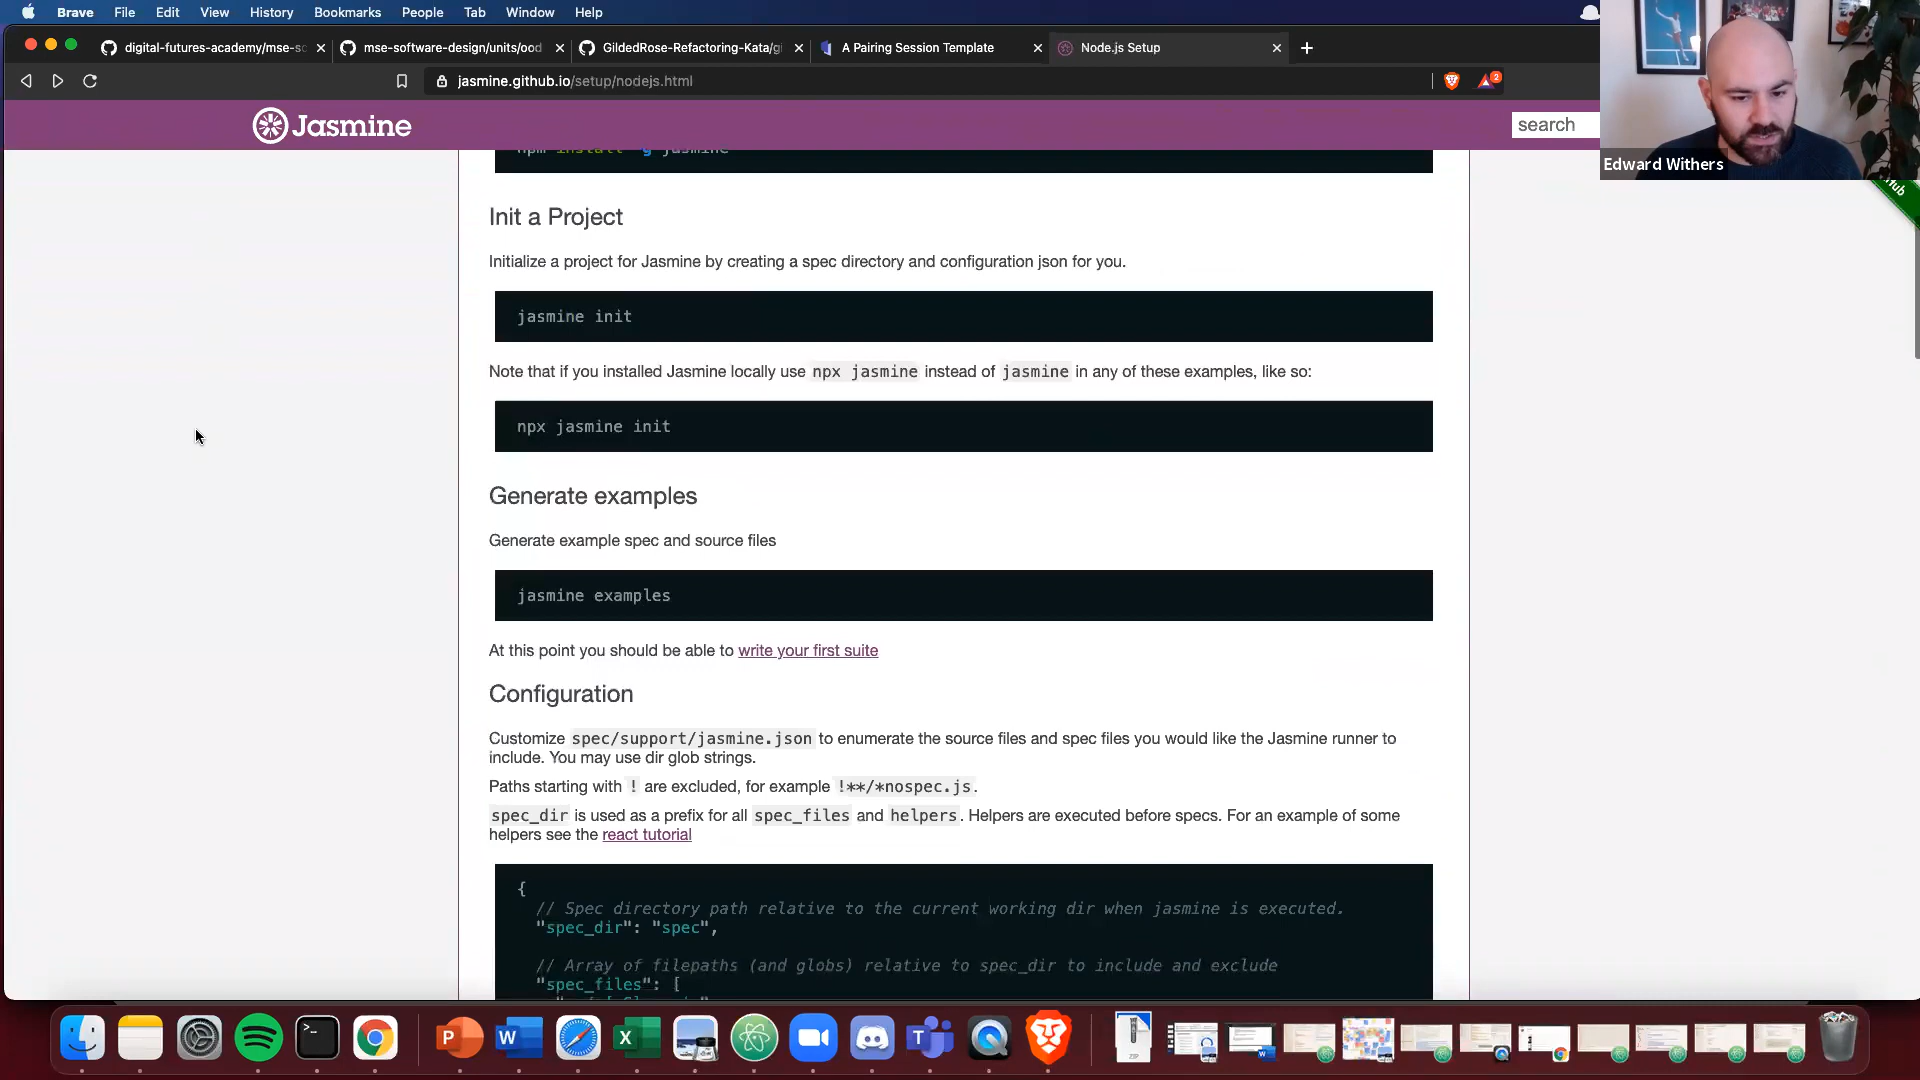 Brave File Edit View History Bookmarks People Tab Window Help
digital-futures-academy/mse-sc
mse-software-design/units/ood
GildedRose-Refactoring-Kata/gi
A Pairing Session Template
Node.js Setup
jasmine.github.io/setup/nodejs.html
2
Jasmine
search
Edward Withers
npm install -g jasmine
Init a Project
Initialize a project for Jasmine by creating a spec directory and configuration json for you.
jasmine init
Note that if you installed Jasmine locally use npx jasmine instead of jasmine in any of these examples, like so:
npx jasmine init
Generate examples
Generate example spec and source files
jasmine examples
At this point you should be able to write your first suite
Configuration
Customize spec/support/jasmine.json to enumerate the source files and spec files you would like the Jasmine runner to
include. You may use dir glob strings.
Paths starting with ! are excluded, for example !**/*nospec.js.
spec_dir is used as a prefix for all spec_files and helpers. Helpers are executed before specs. For an example of some
helpers see the react tutorial
{
// Spec directory path relative to the current working dir when jasmine is executed.
"spec_dir": "spec",
// Array of filepaths (and globs) relative to spec_dir to include and exclude
"spec_files": [